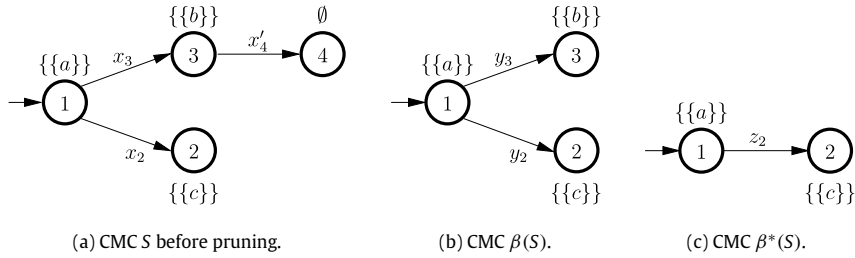 {{b}} ∅ {{b}}
{{a}} x₃ 3 x′₄ 4 {{a}} y₃ 3
1 1 {{a}}
x₂ 2 y₂ 2 1 z₂ 2
{{c}} {{c}} {{c}}
(a) CMC S before pruning. (b) CMC β(S). (c) CMC β*(S).